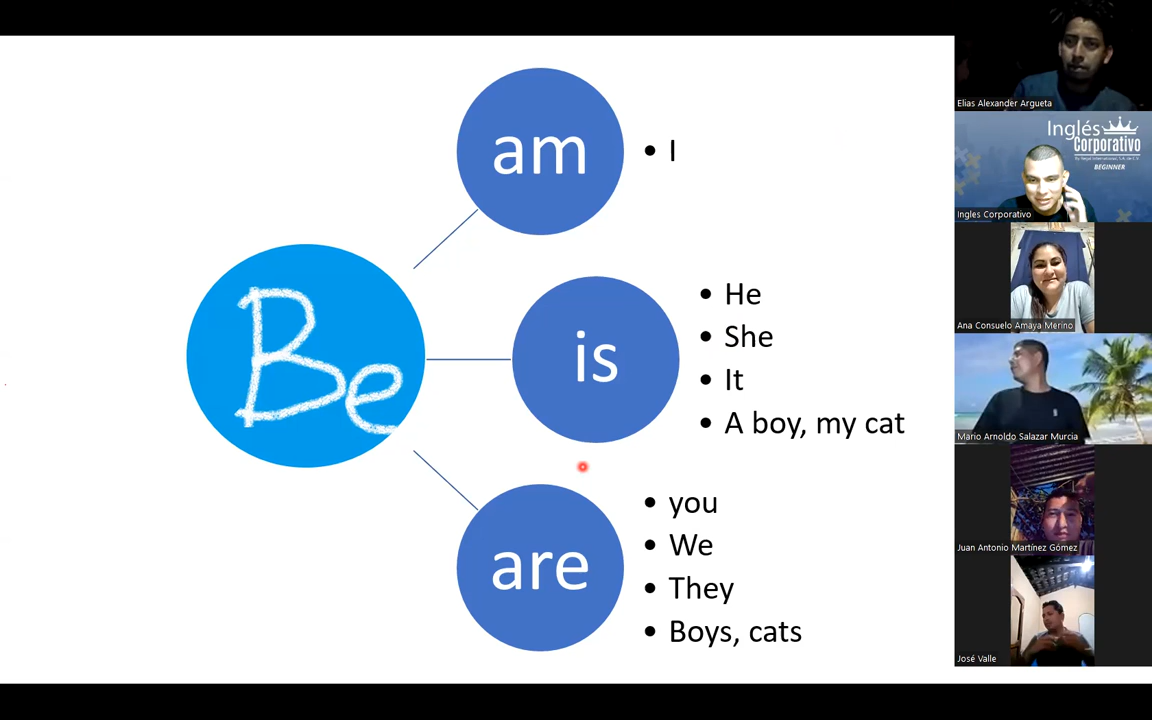 Be
am
• I
is
• He
• She
• It
• A boy, my cat
are
• you
• We
• They
• Boys, cats
Elias Alexander Argueta
Inglés
Corporativo
BEGINNER
Ingles Corporativo
Ana Consuelo Amaya Merino
Mario Arnoldo Salazar Murcia
Juan Antonio Martínez Gómez
José Valle